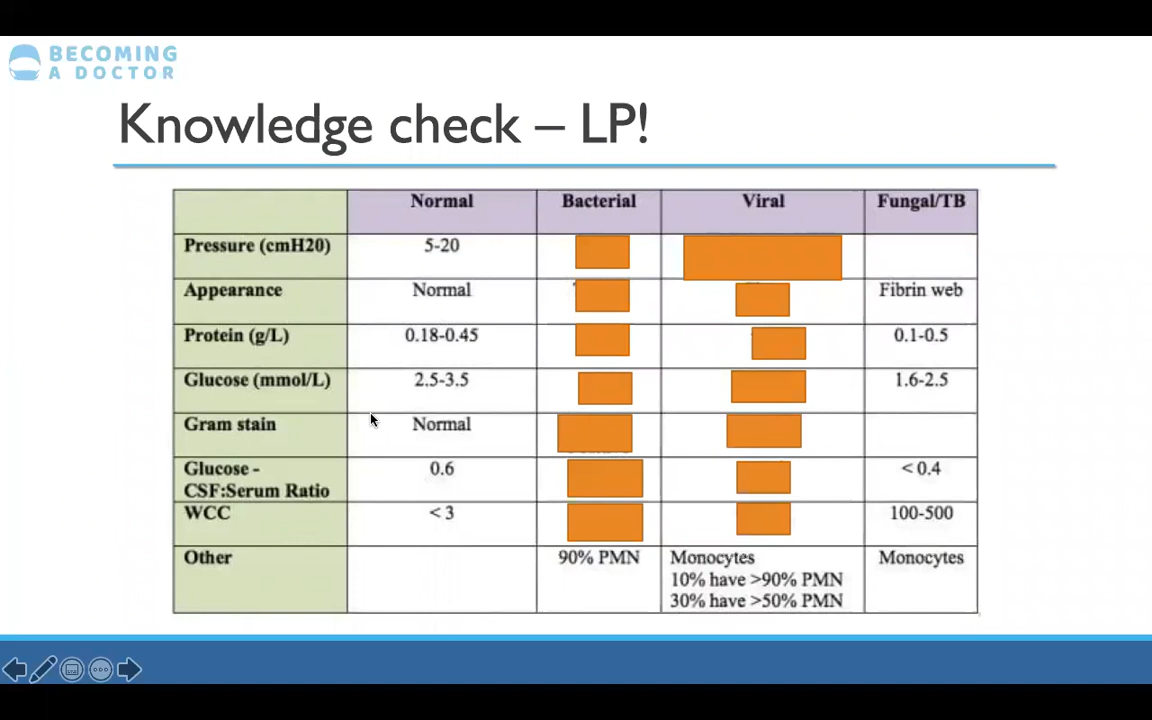 BECOMING
A DOCTOR
Knowledge check – LP!
Normal Bacterial Viral Fungal/TB
Pressure (cmH20) 5-20
Appearance Normal Fibrin web
Protein (g/L) 0.18-0.45 0.1-0.5
Glucose (mmol/L) 2.5-3.5 1.6-2.5
Gram stain Normal
Glucose - 0.6 < 0.4
CSF:Serum Ratio
WCC < 3 100-500
Other 90% PMN Monocytes Monocytes
10% have >90% PMN
30% have >50% PMN